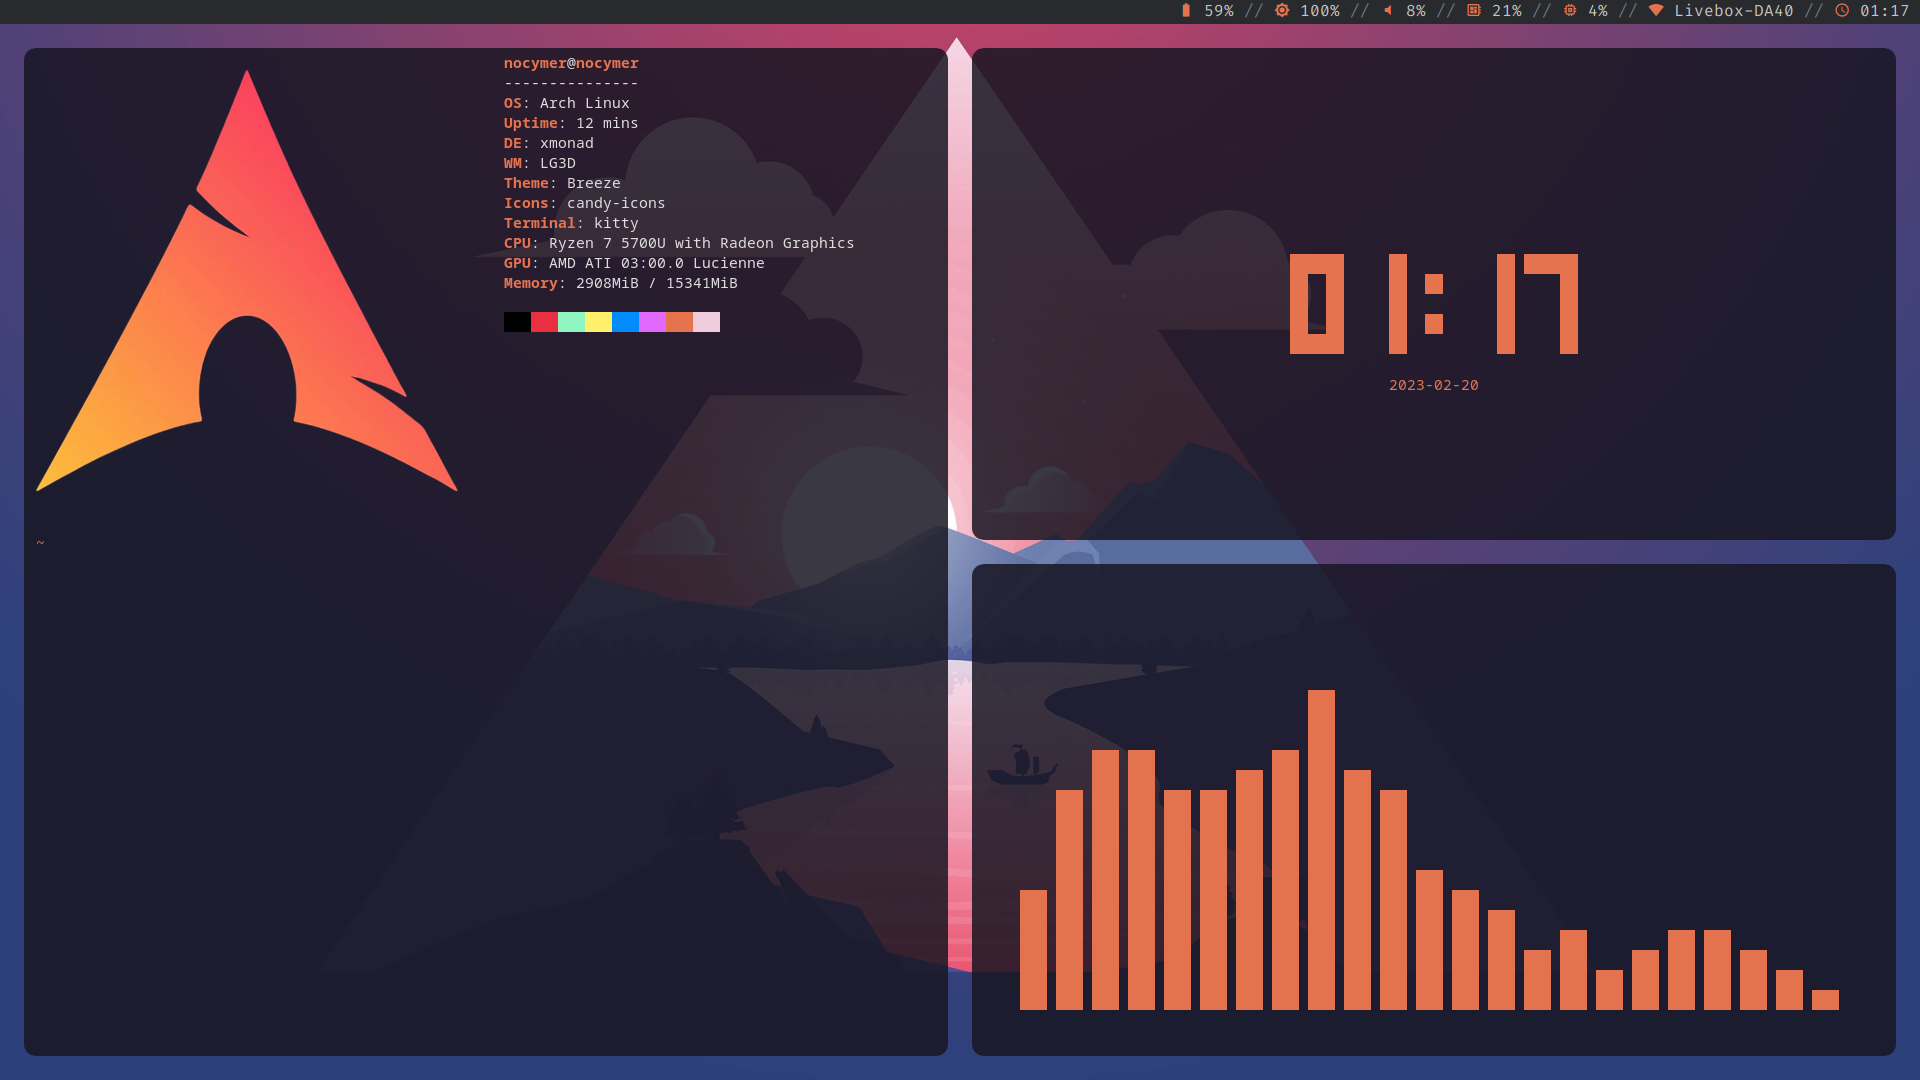 59% // 100% // 8% // 21% // 4% // Livebox-DA40 // 01:17
nocymer@nocymer
---------------
OS: Arch Linux
Uptime: 12 mins
DE: xmonad
WM: LG3D
Theme: Breeze
Icons: candy-icons
Terminal: kitty
CPU: Ryzen 7 5700U with Radeon Graphics
GPU: AMD ATI 03:00.0 Lucienne
Memory: 2908MiB / 15341MiB
~
01:17
2023-02-20